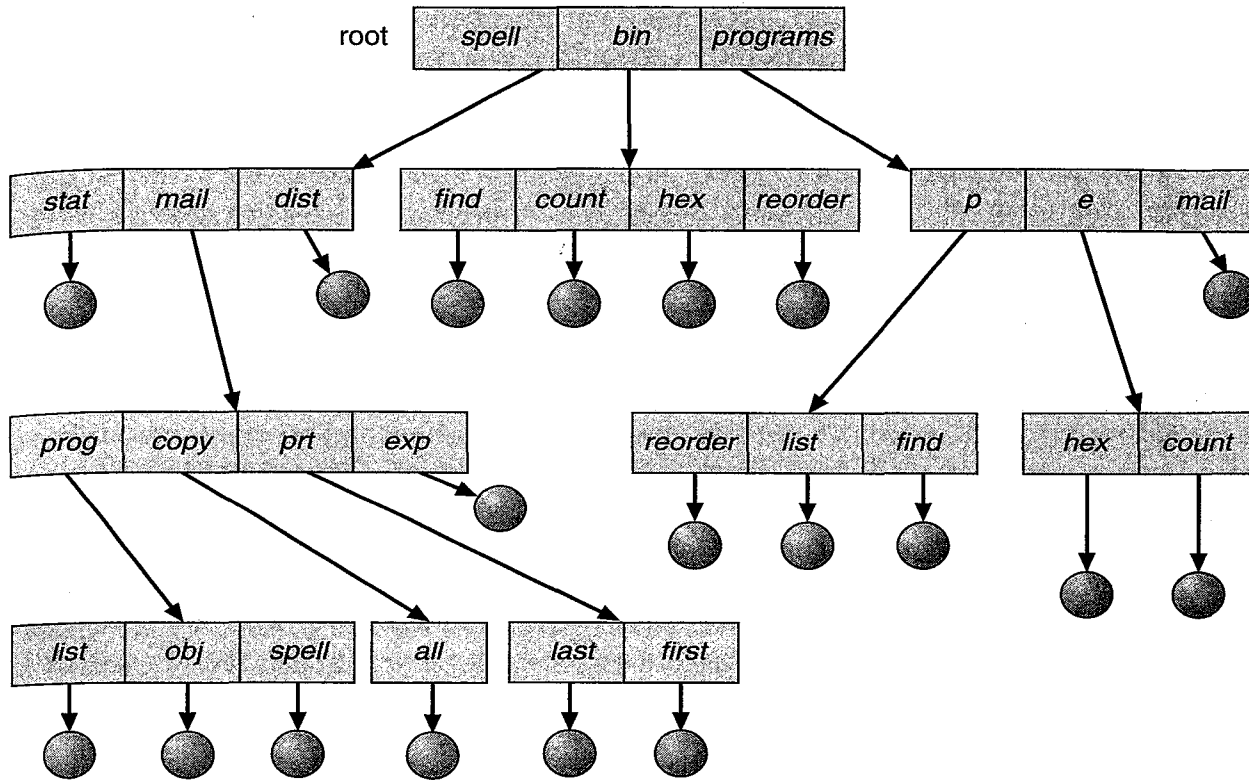 root spell bin programs
stat mail dist find count hex reorder p e mail
prog copy prt exp reorder list find hex count
list obj spell all last first